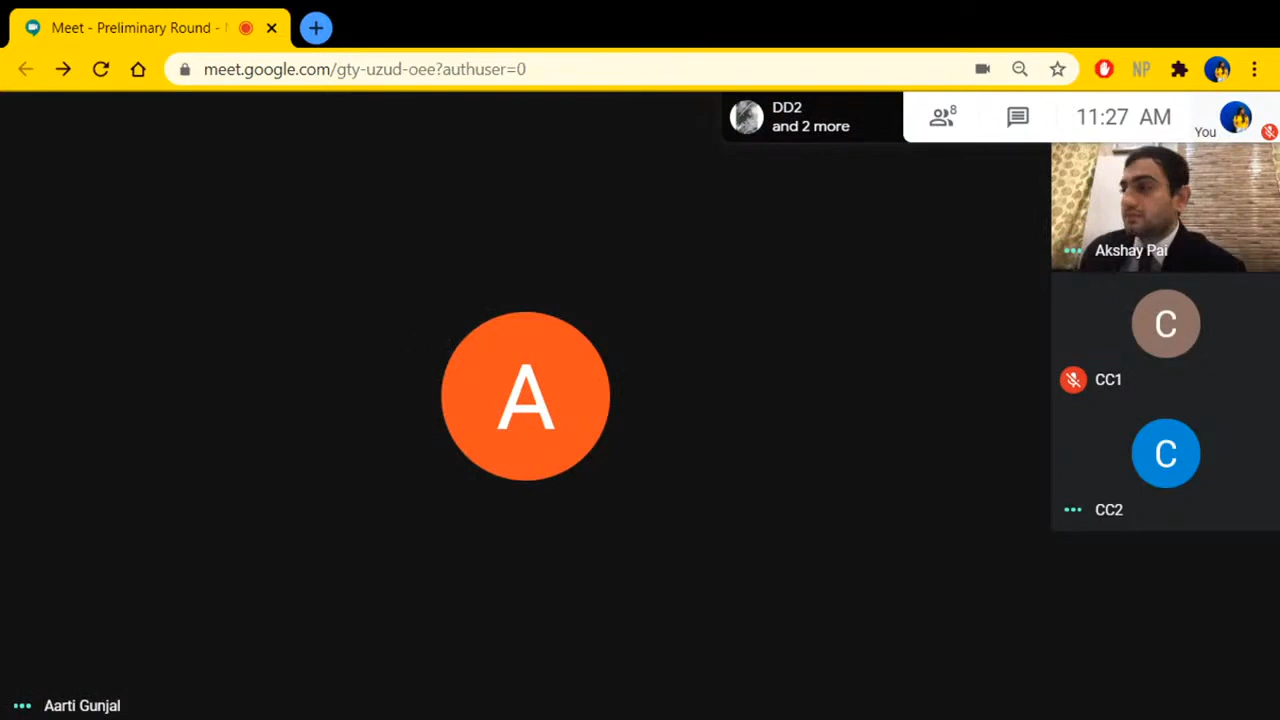 Meet - Preliminary Round -
meet.google.com/gty-uzud-oee?authuser=0
NP
DD2
and 2 more
8
11:27 AM
You
Akshay Pai
C
CC1
C
CC2
A
Aarti Gunjal